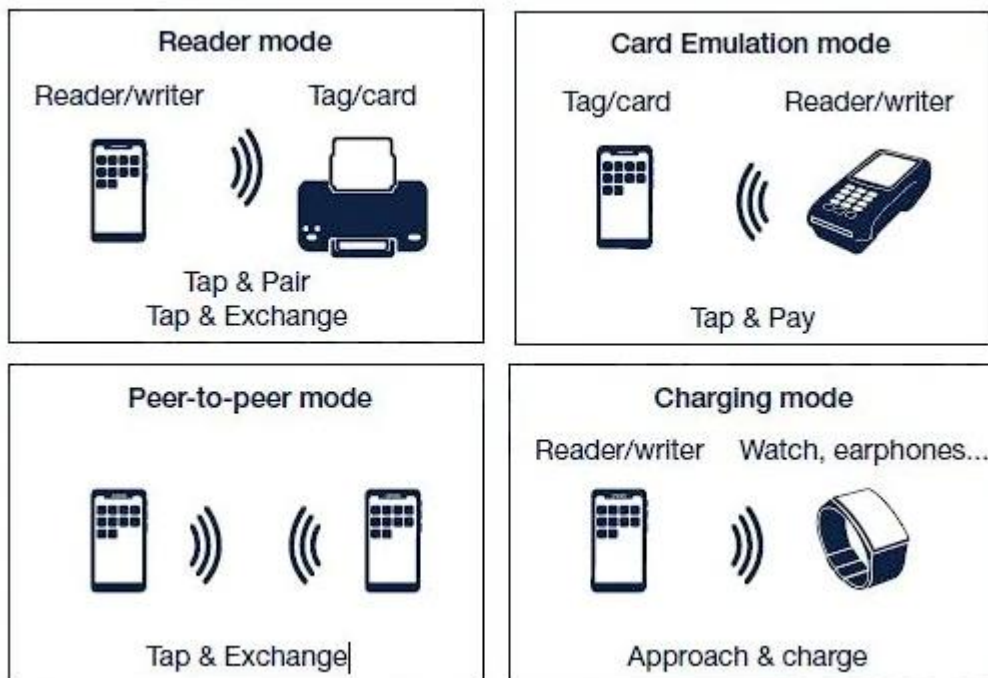 Reader mode
Reader/writer Tag/card
Tap & Pair
Tap & Exchange
Card Emulation mode
Tag/card Reader/writer
Tap & Pay
Peer-to-peer mode
Tap & Exchange
Charging mode
Reader/writer Watch, earphones...
Approach & charge